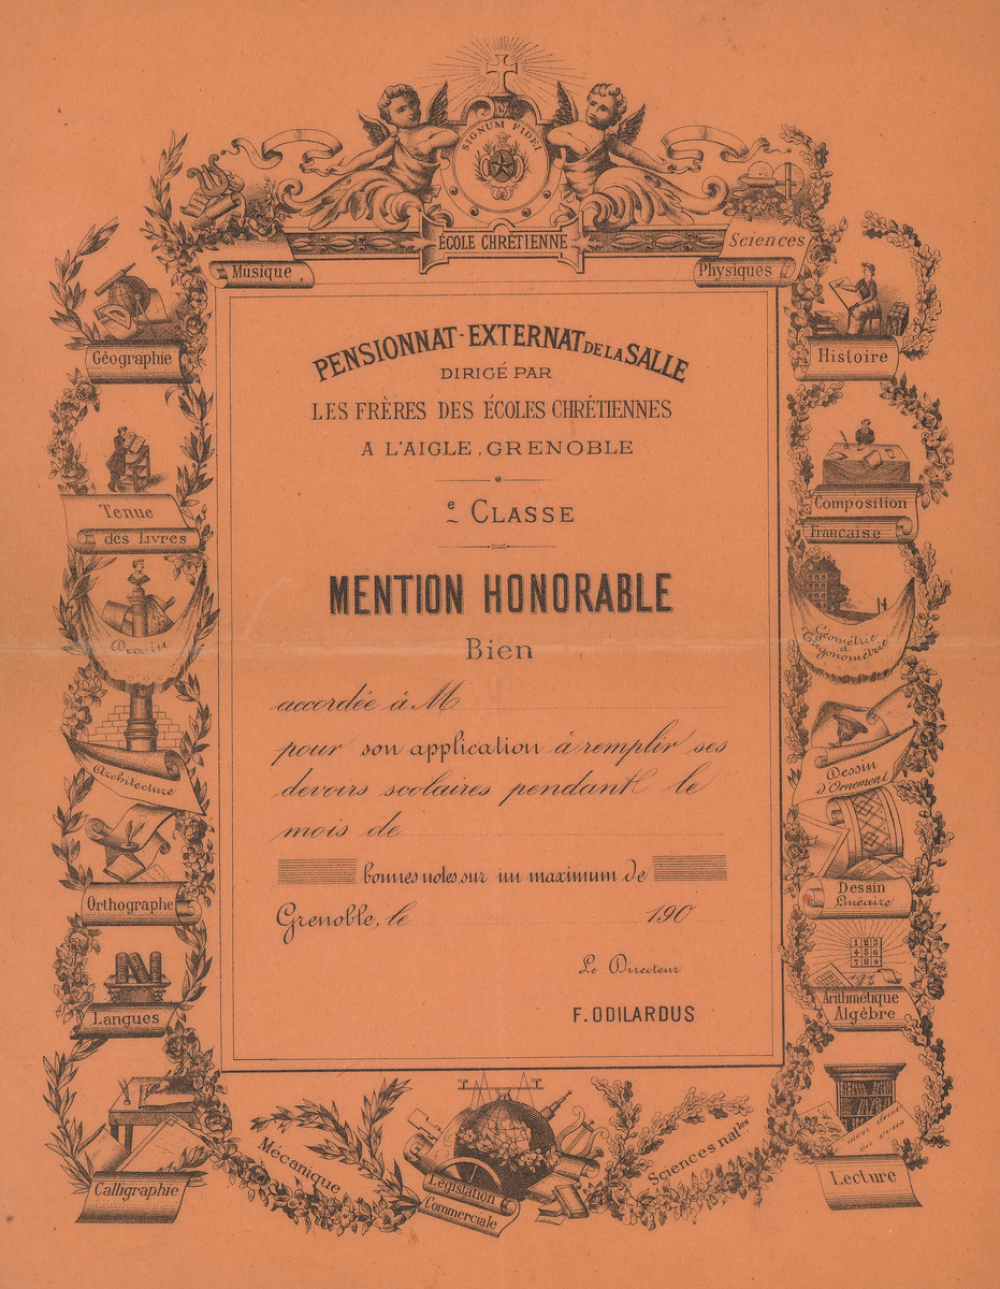 SIGNUM FIDEI
ÉCOLE CHRÉTIENNE
Musique
Sciences
Physiques
Géographie
Histoire
Tenue
des Livres
Composition
Francaise
Dessin
Géométrie
et
Trigonométrie
Architecture
Dessin
d'Ornement
Orthographe
Dessin
Linéaire
1 2 3
4 5 6
7 8 9
Langues
Arithmétique
Algèbre
Calligraphie
Lecture
Mécanique
Législation
Commerciale
Sciences natles
PENSIONNAT-EXTERNAT DE LA SALLE
DIRIGÉ PAR
LES FRÈRES DES ÉCOLES CHRÉTIENNES
A L'AIGLE, GRENOBLE
e CLASSE
MENTION HONORABLE
Bien
accordée à M
pour son application à remplir ses
devoirs scolaires pendant le
mois de
bonnes notes sur un maximum de
Grenoble, le 190
Le Directeur
F. ODILARDUS